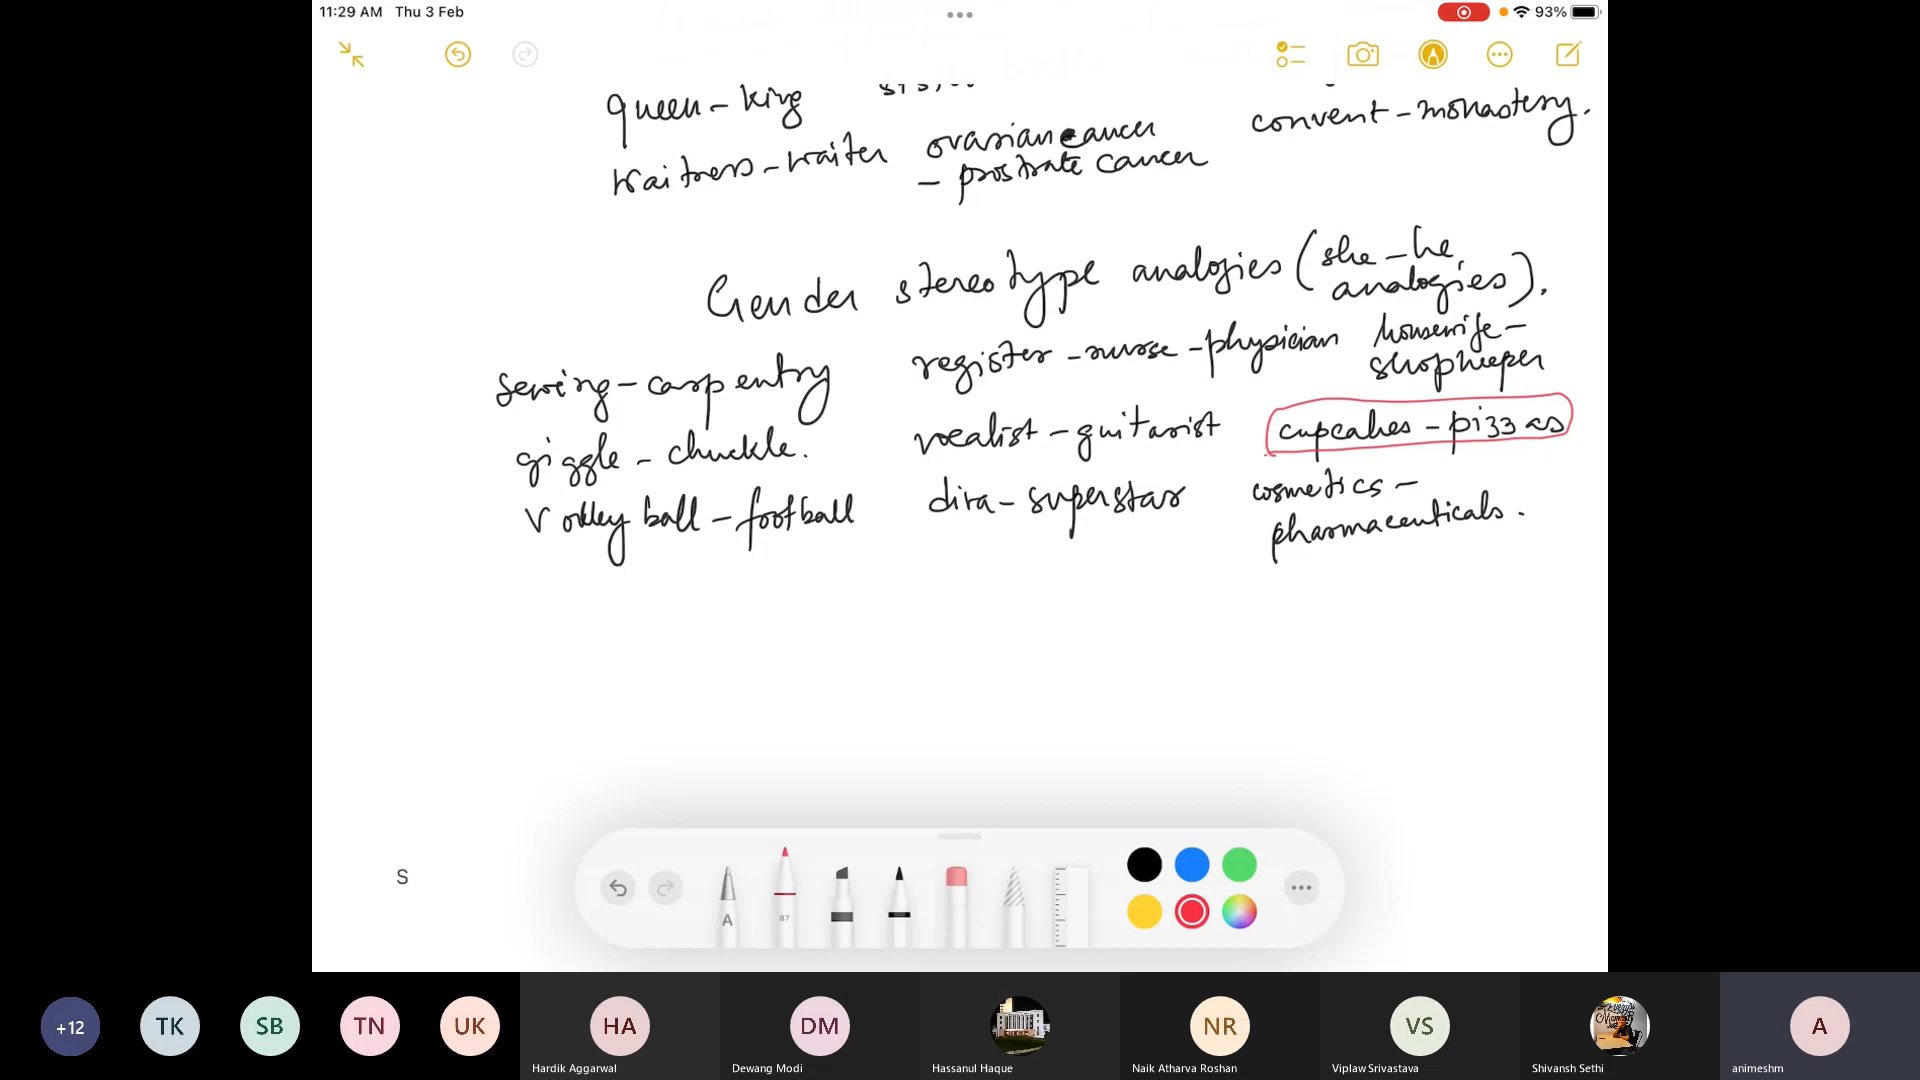 11:29 AM Thu 3 Feb
93%
queen - king
convent - monastery.
waitress - waiter
ovarian cancer
- prostrate cancer
Gender stereotype analogies (she - he
analogies).
sewing - carpentry
register - nurse - physician
housewife -
shopkeeper
giggle - chuckle.
vocalist - guitarist
cupcakes - pizzas
volley ball - football
diva - superstar
cosmetics -
pharmaceuticals.
S
A
87
+12
TK
SB
TN
UK
HA
DM
NR
VS
A
Hardik Aggarwal
Dewang Modi
Hassanul Haque
Naik Atharva Roshan
Viplaw Srivastava
Shivansh Sethi
animeshm